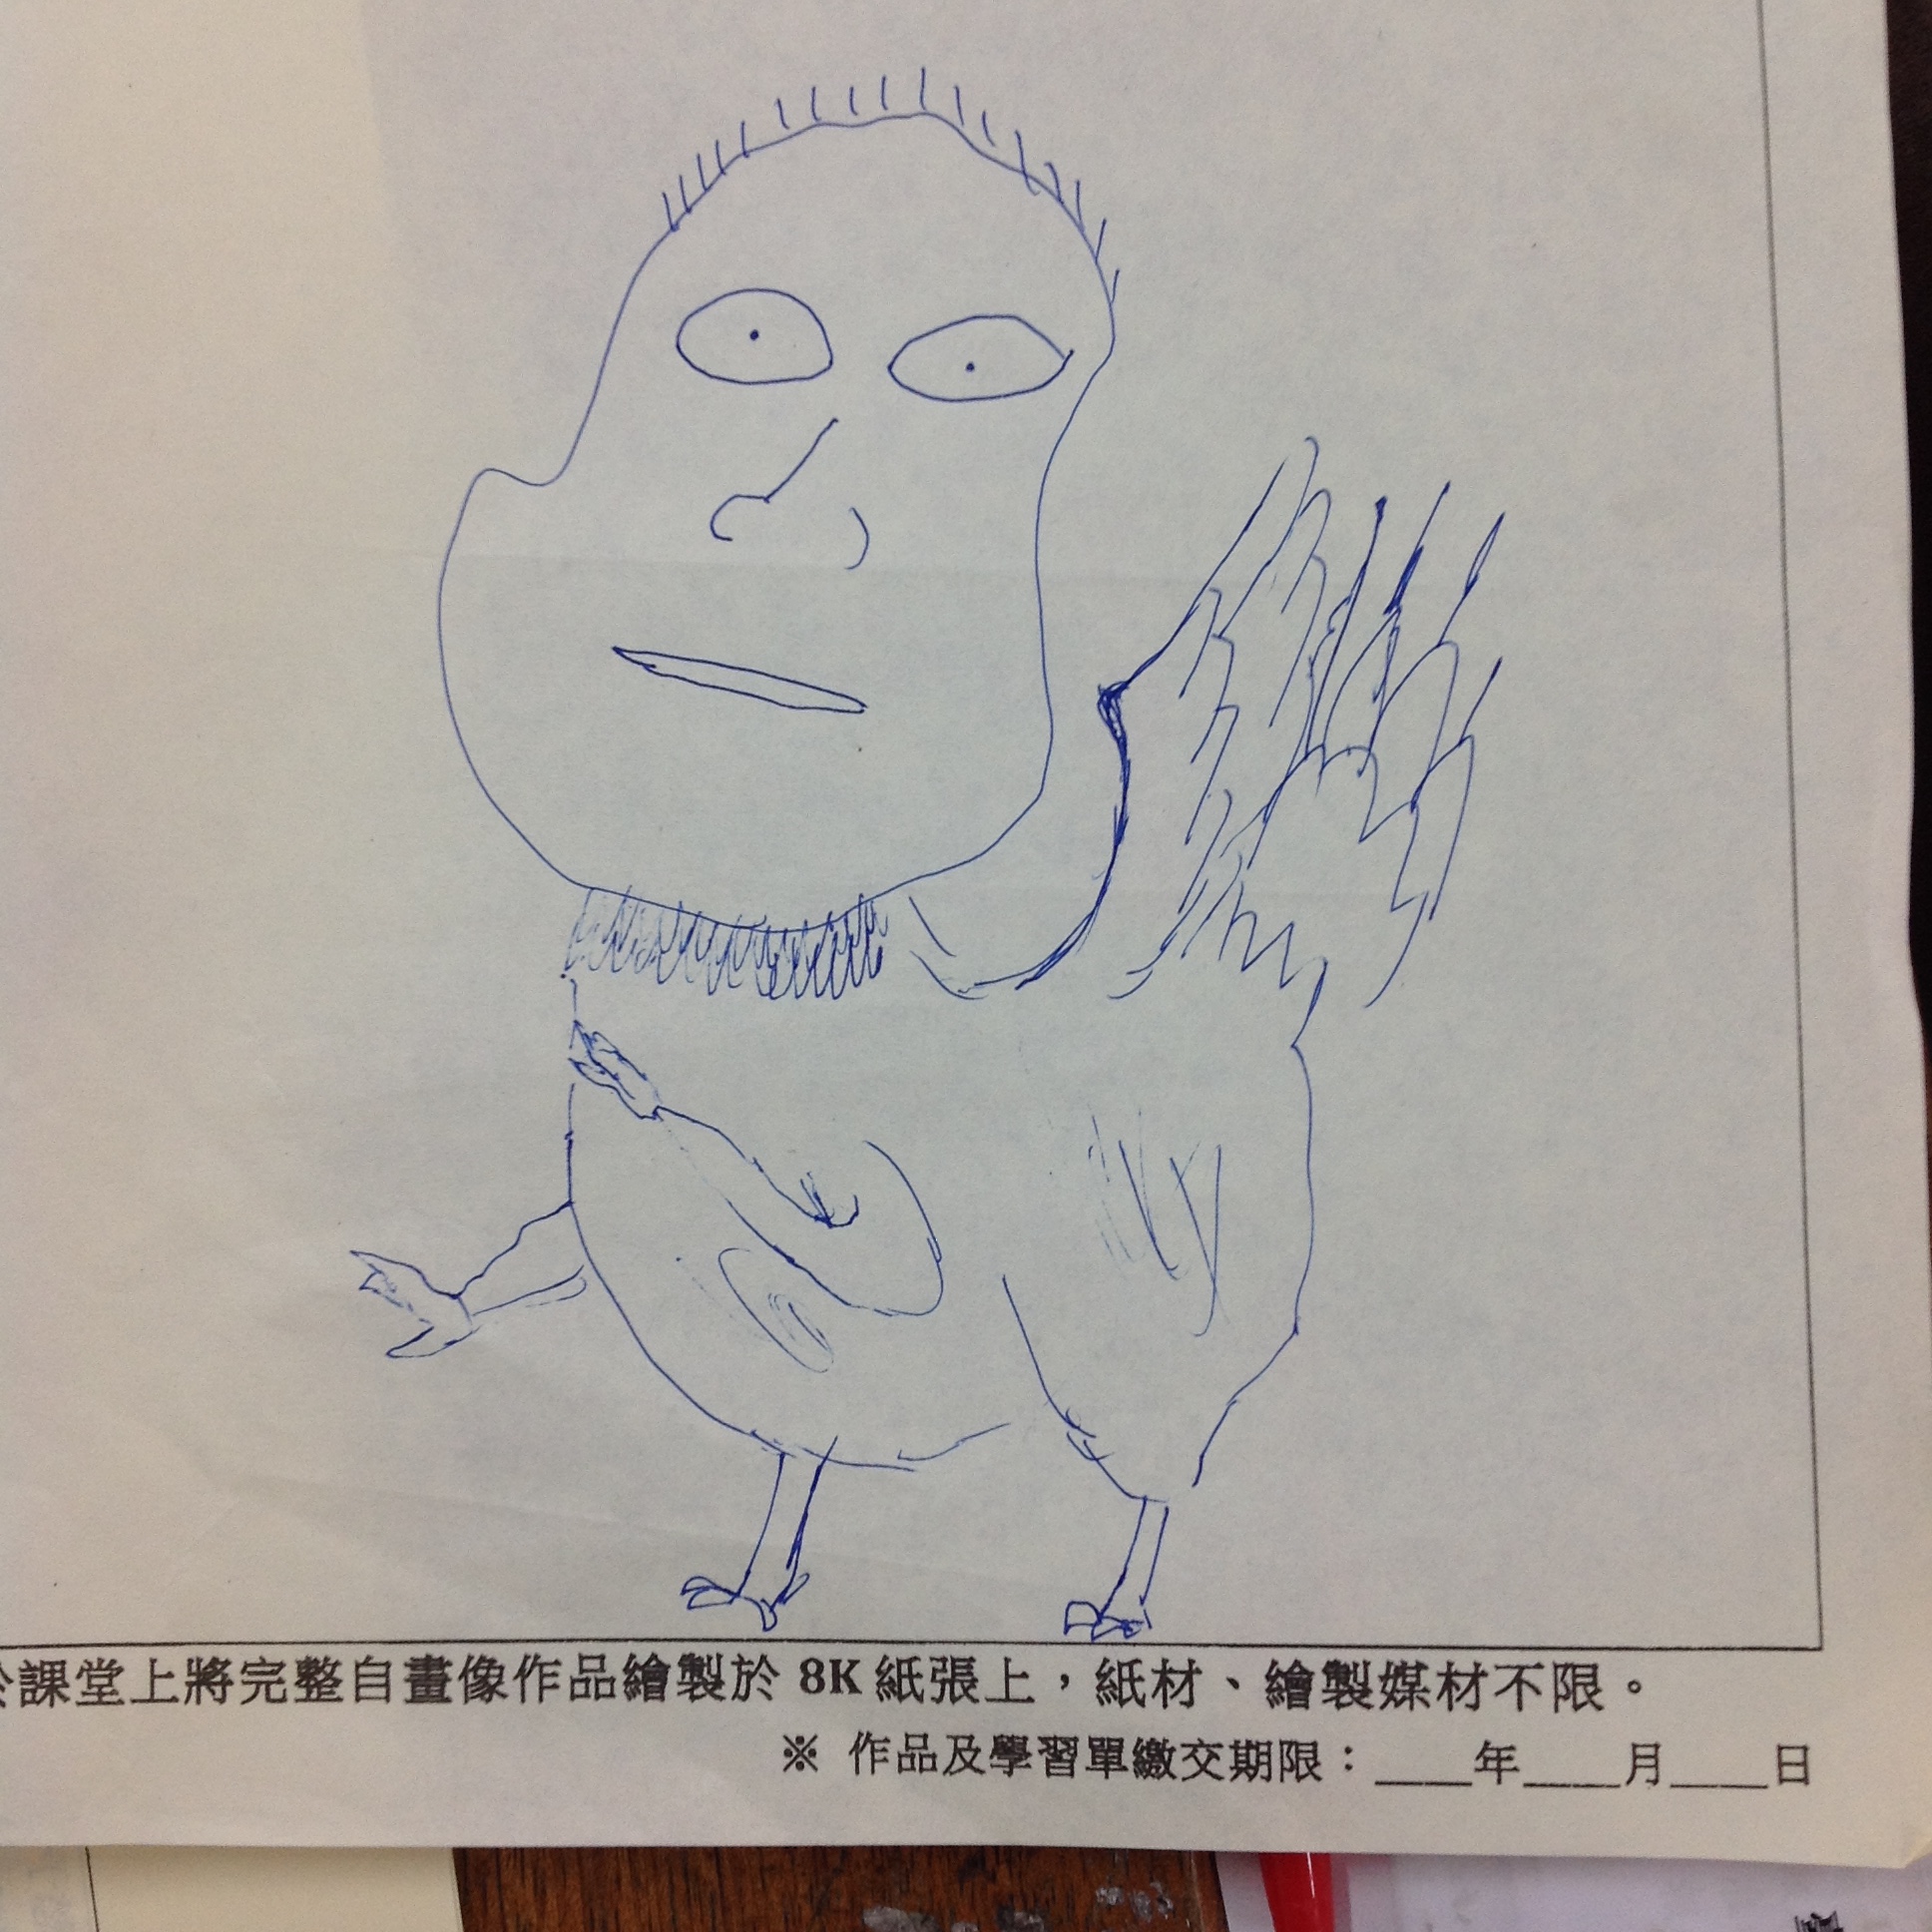 課堂上將完整自畫像作品繪製於 8K 紙張上，紙材、繪製媒材不限。
※ 作品及學習單繳交期限：____年____月____日